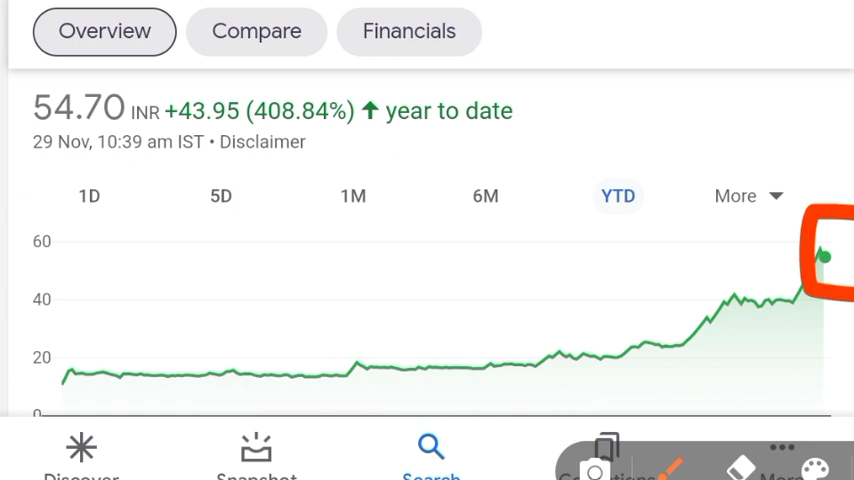 Overview Compare Financials
54.70 INR +43.95 (408.84%) ↑ year to date
29 Nov, 10:39 am IST • Disclaimer
1D 5D 1M 6M YTD More
60
40
20
0
Discover Snapshot Search More